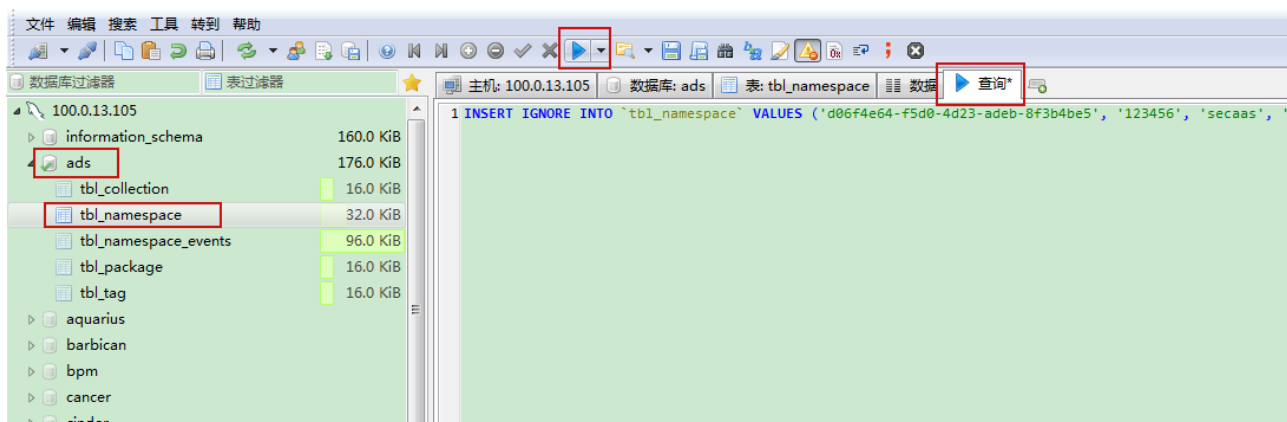 文件 编辑 搜索 工具 转到 帮助
数据库过滤器 表过滤器
主机: 100.0.13.105 数据库: ads 表: tbl_namespace 数据 查询*
100.0.13.105
information_schema 160.0 KiB
ads 176.0 KiB
tbl_collection 16.0 KiB
tbl_namespace 32.0 KiB
tbl_namespace_events 96.0 KiB
tbl_package 16.0 KiB
tbl_tag 16.0 KiB
aquarius
barbican
bpm
cancer
1 INSERT IGNORE INTO `tbl_namespace` VALUES ('d06f4e64-f5d0-4d23-adeb-8f3b4be5', '123456', 'secaas', '